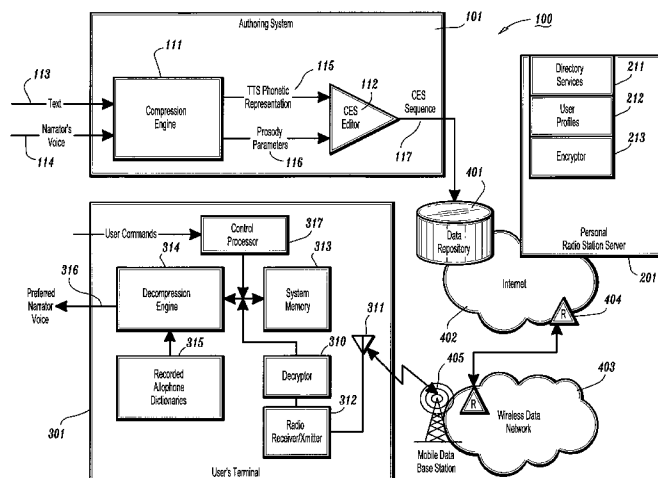 Authoring System
101
100
111
113
Text
Narrator's Voice
114
Compression
Engine
115
TTS Phonetic
Representation
Prosody
Parameters
116
112
CES
Editor
CES
Sequence
117
Directory
Services
211
User
Profiles
212
Encryptor
213
Personal
Radio Station Server
201
401
Data
Repository
Internet
402
R
404
User Commands
Control
Processor
317
314
313
316
Preferred
Narrator
Voice
Decompression
Engine
System
Memory
311
315
Recorded
Allophone
Dictionaries
310
Decryptor
312
Radio
Receiver/Xmitter
301
User's Terminal
405
403
R
Wireless Data
Network
Mobile Data
Base Station